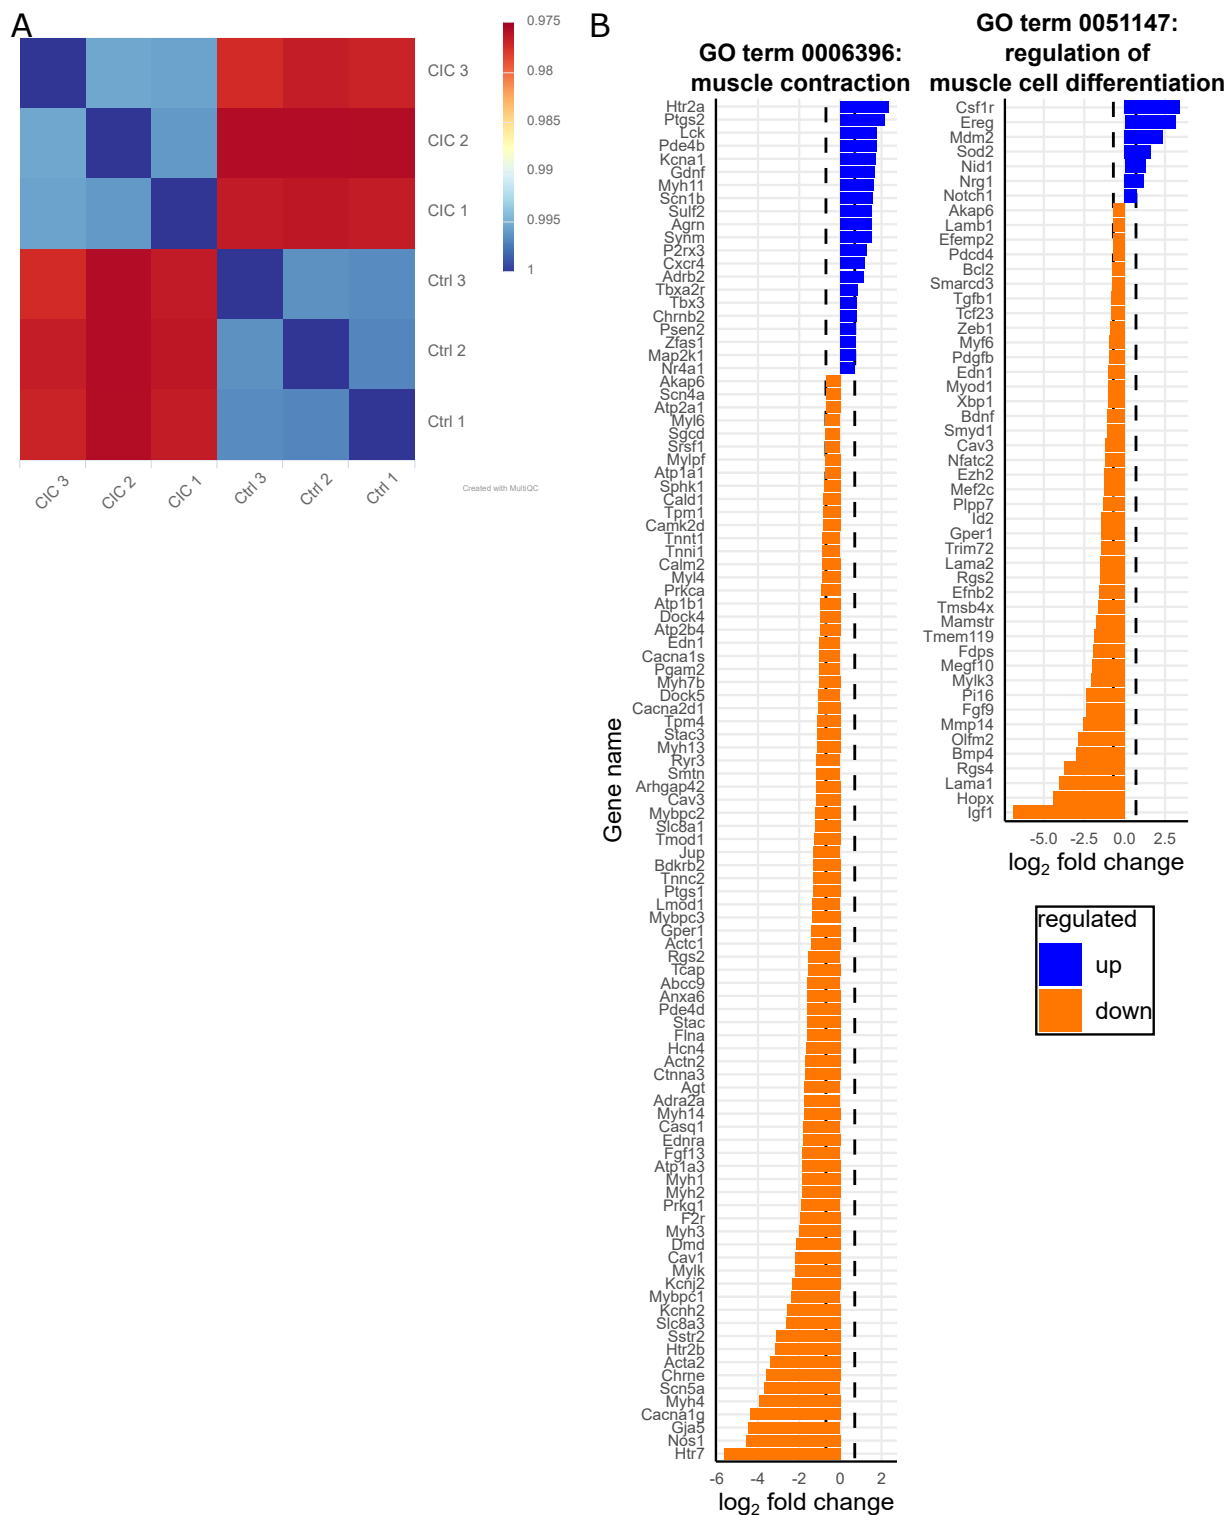 A
0.975
0.98
0.985
0.99
0.995
1
CIC 3
CIC 2
CIC 1
Ctrl 3
Ctrl 2
Ctrl 1
CIC 3
CIC 2
CIC 1
Ctrl 3
Ctrl 2
Ctrl 1
Created with MultiQC
B
GO term 0006396:
muscle contraction
Gene name
Htr2a
Ptgs2
Lck
Pde4b
Kcna1
Gdnf
Myh11
Scn1b
Sulf2
Agrn
Synm
P2rx3
Cxcr4
Adrb2
Tbxa2r
Tbx3
Chrnb2
Psen2
Zfas1
Map2k1
Nr4a1
Akap6
Scn4a
Atp2a1
Myl6
Sgcd
Srsf1
Mylpf
Atp1a1
Sphk1
Cald1
Tpm1
Camk2d
Tnnt1
Tnni1
Calm2
Myl4
Prkca
Atp1b1
Dock4
Atp2b4
Edn1
Cacna1s
Pgam2
Myh7b
Dock5
Cacna2d1
Tpm4
Stac3
Myh13
Ryr3
Smtn
Arhgap42
Cav3
Mybpc2
Slc8a1
Tmod1
Jup
Bdkrb2
Tnnc2
Ptgs1
Lmod1
Mybpc3
Gper1
Actc1
Rgs2
Tcap
Abcc9
Anxa6
Pde4d
Stac
Flna
Hcn4
Actn2
Ctnna3
Agt
Adra2a
Myh14
Casq1
Ednra
Fgf13
Atp1a3
Myh1
Myh2
Prkg1
F2r
Myh3
Dmd
Cav1
Mylk
Kcnj2
Mybpc1
Kcnh2
Slc8a3
Sstr2
Htr2b
Acta2
Chrne
Scn5a
Myh4
Cacna1g
Gja5
Nos1
Htr7
-6 -4 -2 0 2
log2 fold change
GO term 0051147:
regulation of
muscle cell differentiation
Csf1r
Ereg
Mdm2
Sod2
Nid1
Nrg1
Notch1
Akap6
Lamb1
Efemp2
Pdcd4
Bcl2
Smarcd3
Tgfb1
Tcf23
Zeb1
Myf6
Pdgfb
Edn1
Myod1
Xbp1
Bdnf
Smyd1
Cav3
Nfatc2
Ezh2
Mef2c
Plpp7
Id2
Gper1
Trim72
Lama2
Rgs2
Efnb2
Tmsb4x
Mamstr
Tmem119
Fdps
Megf10
Mylk3
Pi16
Fgf9
Mmp14
Olfm2
Bmp4
Rgs4
Lama1
Hopx
Igf1
-5.0 -2.5 0.0 2.5
log2 fold change
regulated
up
down